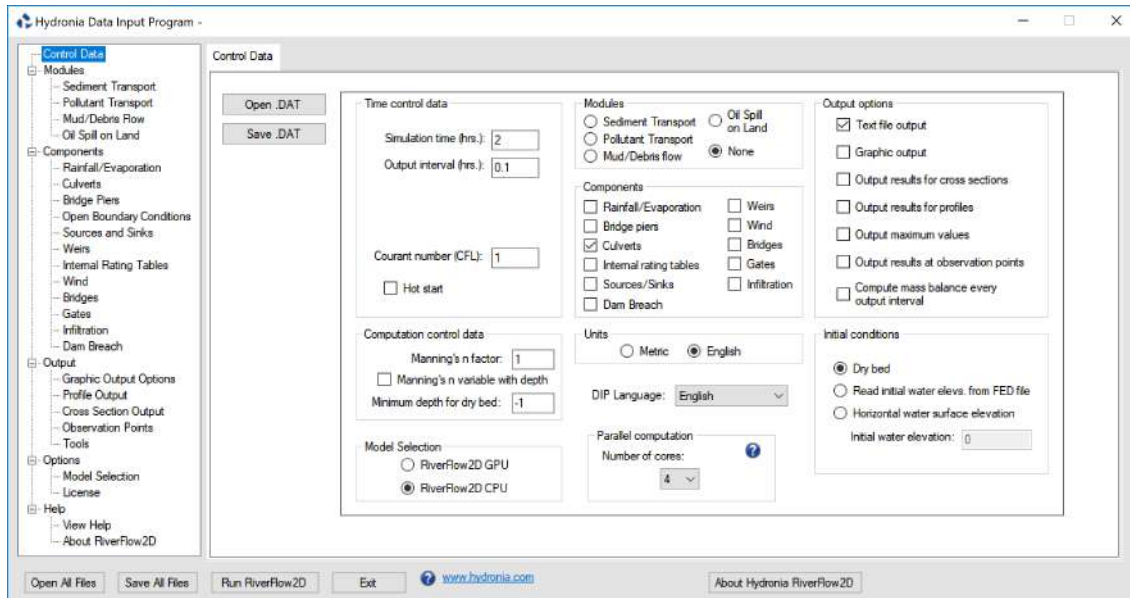 Hydronia Data Input Program -
Control Data
Modules
Sediment Transport
Pollutant Transport
Mud/Debris Flow
Oil Spill on Land
Components
Rainfall/Evaporation
Culverts
Bridge Piers
Open Boundary Conditions
Sources and Sinks
Weirs
Internal Rating Tables
Wind
Bridges
Gates
Infiltration
Dam Breach
Output
Graphic Output Options
Profile Output
Cross Section Output
Observation Points
Tools
Options
Model Selection
License
Help
View Help
About RiverFlow2D
Control Data
Open .DAT
Save .DAT
Time control data
Simulation time (hrs.): 2
Output interval (hrs.): 0.1
Courant number (CFL): 1
Hot start
Computation control data
Manning's n factor: 1
Manning's n variable with depth
Minimum depth for dry bed: -1
Model Selection
RiverFlow2D GPU
RiverFlow2D CPU
Modules
Sediment Transport
Pollutant Transport
Mud/Debris flow
Oil Spill
on Land
None
Components
Rainfall/Evaporation
Bridge piers
Culverts
Internal rating tables
Sources/Sinks
Dam Breach
Weirs
Wind
Bridges
Gates
Infiltration
Units
Metric English
DIP Language: English
Parallel computation
Number of cores:
4
Output options
Text file output
Graphic output
Output results for cross sections
Output results for profiles
Output maximum values
Output results at observation points
Compute mass balance every
output interval
Initial conditions
Dry bed
Read initial water elevs. from FED file
Horizontal water surface elevation
Initial water elevation: 0
Open All Files Save All Files Run RiverFlow2D Exit www.hydronia.com About Hydronia RiverFlow2D